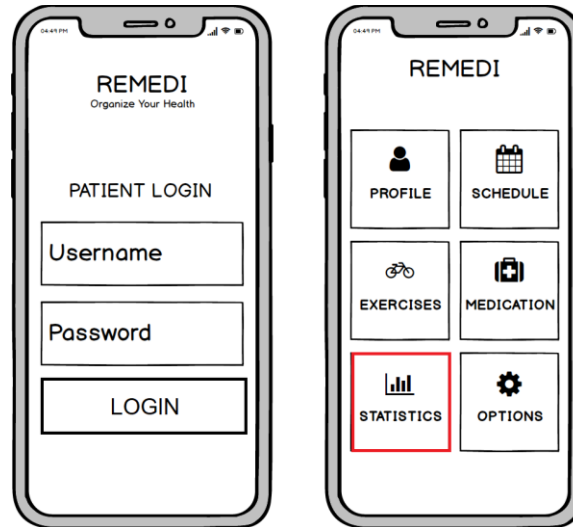 04:49 PM
REMEDI
Organize Your Health
PATIENT LOGIN
Username
Password
LOGIN
04:49 PM
REMEDI
PROFILE
SCHEDULE
EXERCISES
MEDICATION
STATISTICS
OPTIONS